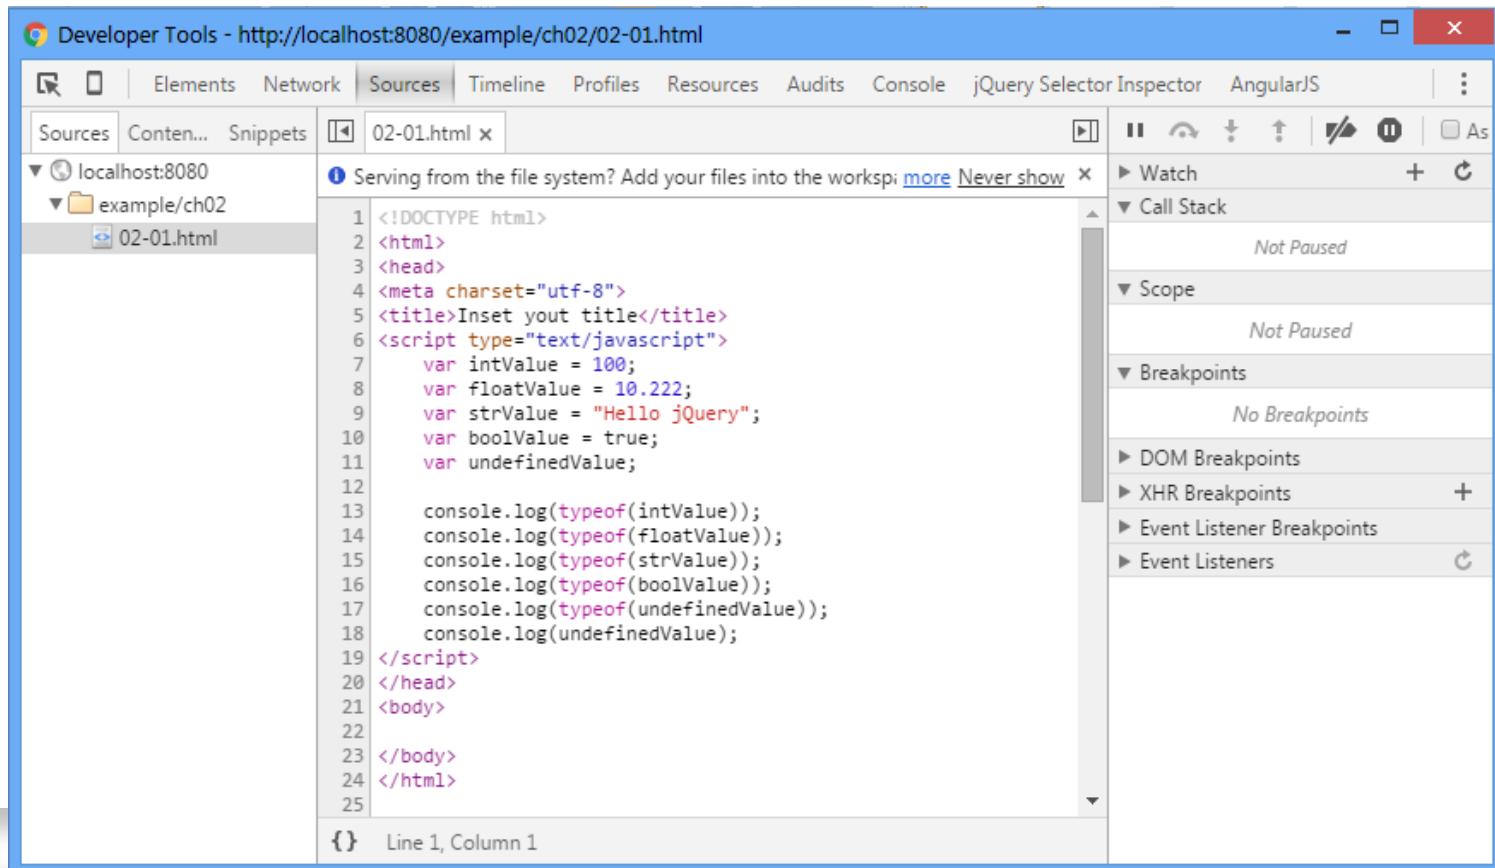 Developer Tools - http://localhost:8080/example/ch02/02-01.html
Elements Network Sources Timeline Profiles Resources Audits Console jQuery Selector Inspector AngularJS
Sources Conten... Snippets
02-01.html ×
As
localhost:8080
example/ch02
02-01.html
Serving from the file system? Add your files into the worksp more Never show ×
1 <!DOCTYPE html>
2 <html>
3 <head>
4 <meta charset="utf-8">
5 <title>Inset yout title</title>
6 <script type="text/javascript">
7     var intValue = 100;
8     var floatValue = 10.222;
9     var strValue = "Hello jQuery";
10     var boolValue = true;
11     var undefinedValue;
12
13     console.log(typeof(intValue));
14     console.log(typeof(floatValue));
15     console.log(typeof(strValue));
16     console.log(typeof(boolValue));
17     console.log(typeof(undefinedValue));
18     console.log(undefinedValue);
19 </script>
20 </head>
21 <body>
22
23 </body>
24 </html>
25
{} Line 1, Column 1
Watch
Call Stack
Not Paused
Scope
Not Paused
Breakpoints
No Breakpoints
DOM Breakpoints
XHR Breakpoints
Event Listener Breakpoints
Event Listeners